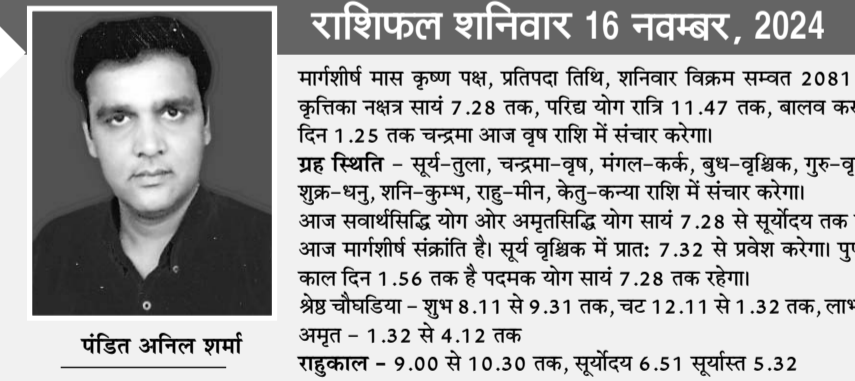 राशिफल शनिवार 16 नवम्बर, 2024
मार्गशीर्ष मास कृष्ण पक्ष, प्रतिपदा तिथि, शनिवार विक्रम सम्वत 2081
कृत्तिका नक्षत्र सायं 7.28 तक, परिद्य योग रात्रि 11.47 तक, बालव
दिन 1.25 तक चन्द्रमा आज वृष राशि में संचार करेगा।
ग्रह स्थिति – सूर्य-तुला, चन्द्रमा-वृष, मंगल-कर्क, बुध-वृश्चिक,
शुक्र-धनु, शनि-कुम्भ, राहु-मीन, केतु-कन्या राशि में संचार करेगा।
आज सवार्थसिद्धि योग ओर अमृतसिद्धि योग सायं 7.28 से सूर्योदय तक
आज मार्गशीर्ष संक्रांति है। सूर्य वृश्चिक में प्रात: 7.32 से प्रवेश करेगा।
काल दिन 1.56 तक है पदमक योग सायं 7.28 तक रहेगा।
श्रेष्ठ चौघडिया – शुभ 8.11 से 9.31 तक, चट 12.11 से 1.32 तक,
अमृत – 1.32 से 4.12 तक
राहुकाल – 9.00 से 10.30 तक, सूर्योदय 6.51 सूर्यास्त 5.32
पंडित अनिल शर्मा